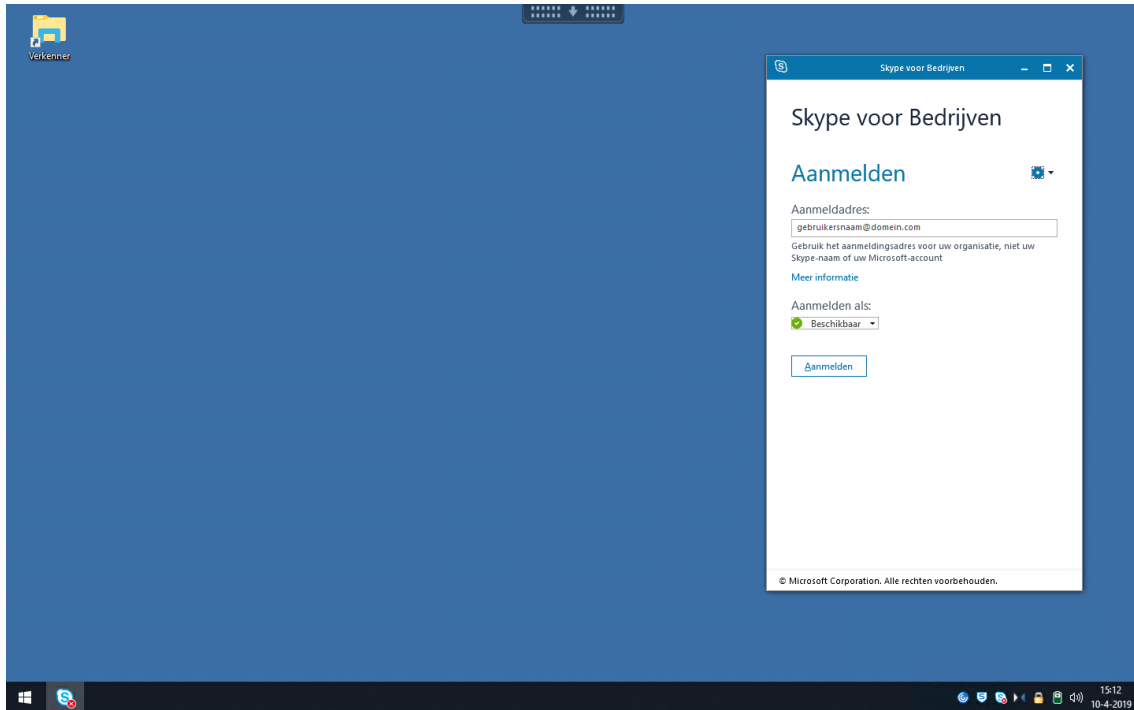 Verkenner
Skype voor Bedrijven
Skype voor Bedrijven
Aanmelden
Aanmeldadres:
gebruikersnaam@domein.com
Gebruik het aanmeldingsadres voor uw organisatie, niet uw
Skype-naam of uw Microsoft-account
Meer informatie
Aanmelden als:
Beschikbaar
Aanmelden
© Microsoft Corporation. Alle rechten voorbehouden.
15:12
10-4-2019